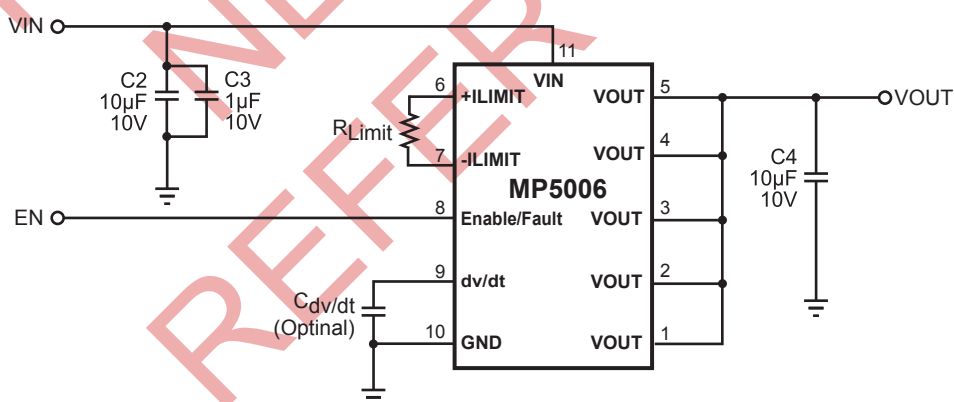 VIN
11
VIN
C2
10µF
10V
C3
1µF
10V
6
+ILIMIT
RLimit
7
-ILIMIT
MP5006
EN
8
Enable/Fault
9
dv/dt
Cdv/dt
(Optinal)
10
GND
VOUT
5
VOUT
4
VOUT
3
VOUT
2
VOUT
1
VOUT
C4
10µF
10V
REFER